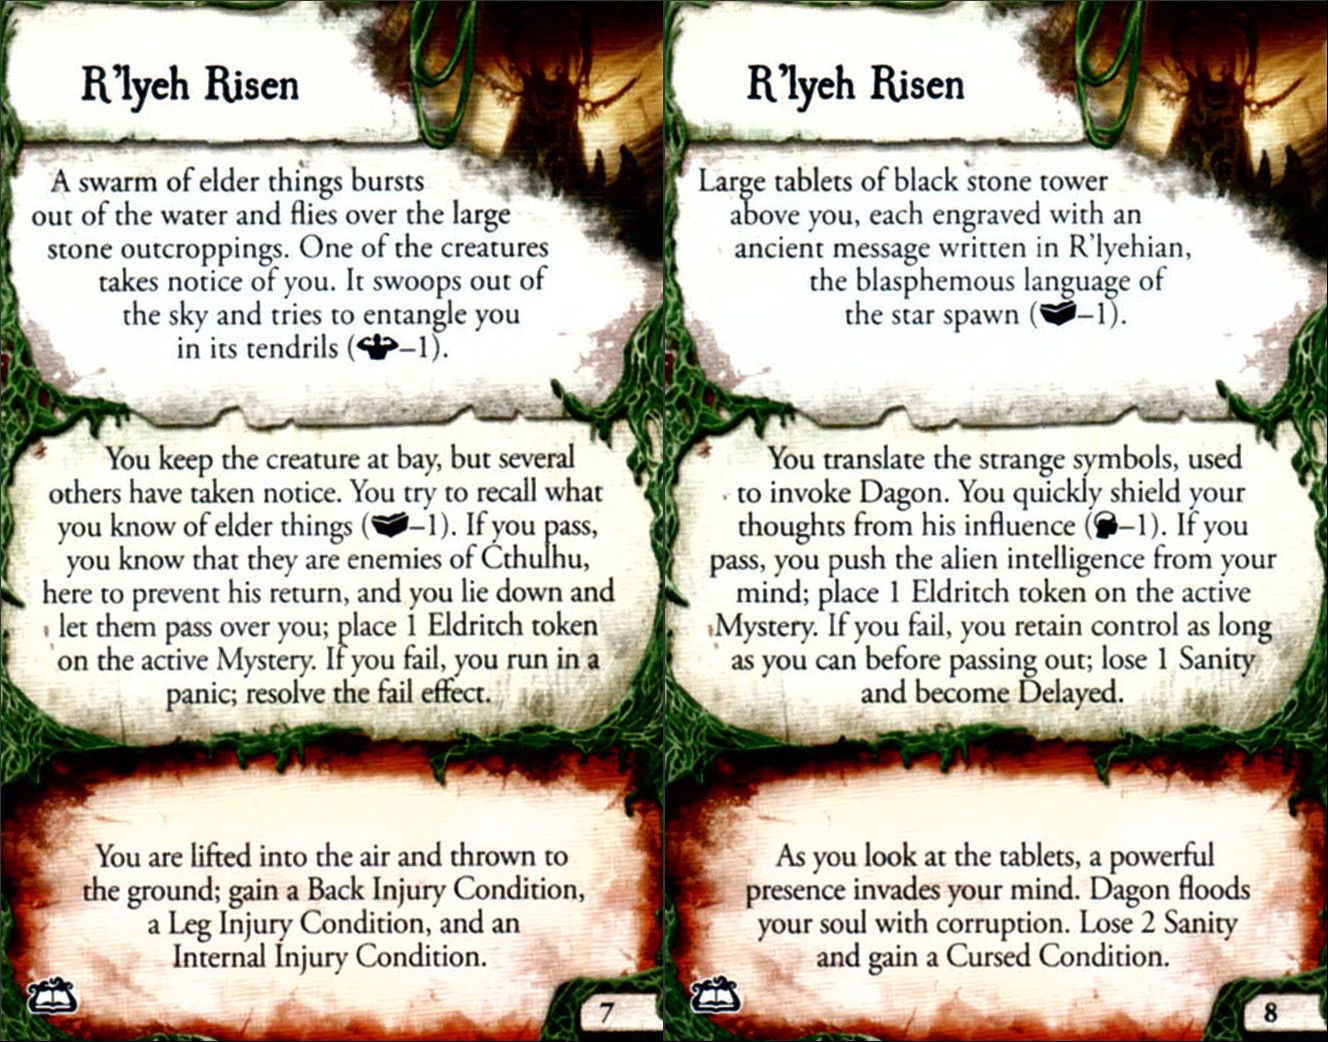 R'lyeh Risen
A swarm of elder things bursts
out of the water and flies over the large
stone outcroppings. One of the creatures
takes notice of you. It swoops out of
the sky and tries to entangle you
in its tendrils (–1).
You keep the creature at bay, but several
others have taken notice. You try to recall what
you know of elder things (–1). If you pass,
you know that they are enemies of Cthulhu,
here to prevent his return, and you lie down and
let them pass over you; place 1 Eldritch token
on the active Mystery. If you fail, you run in a
panic; resolve the fail effect.
You are lifted into the air and thrown to
the ground; gain a Back Injury Condition,
a Leg Injury Condition, and an
Internal Injury Condition.
7
R'lyeh Risen
Large tablets of black stone tower
above you, each engraved with an
ancient message written in R'lyehian,
the blasphemous language of
the star spawn (–1).
You translate the strange symbols, used
to invoke Dagon. You quickly shield your
thoughts from his influence (–1). If you
pass, you push the alien intelligence from your
mind; place 1 Eldritch token on the active
Mystery. If you fail, you retain control as long
as you can before passing out; lose 1 Sanity
and become Delayed.
As you look at the tablets, a powerful
presence invades your mind. Dagon floods
your soul with corruption. Lose 2 Sanity
and gain a Cursed Condition.
8